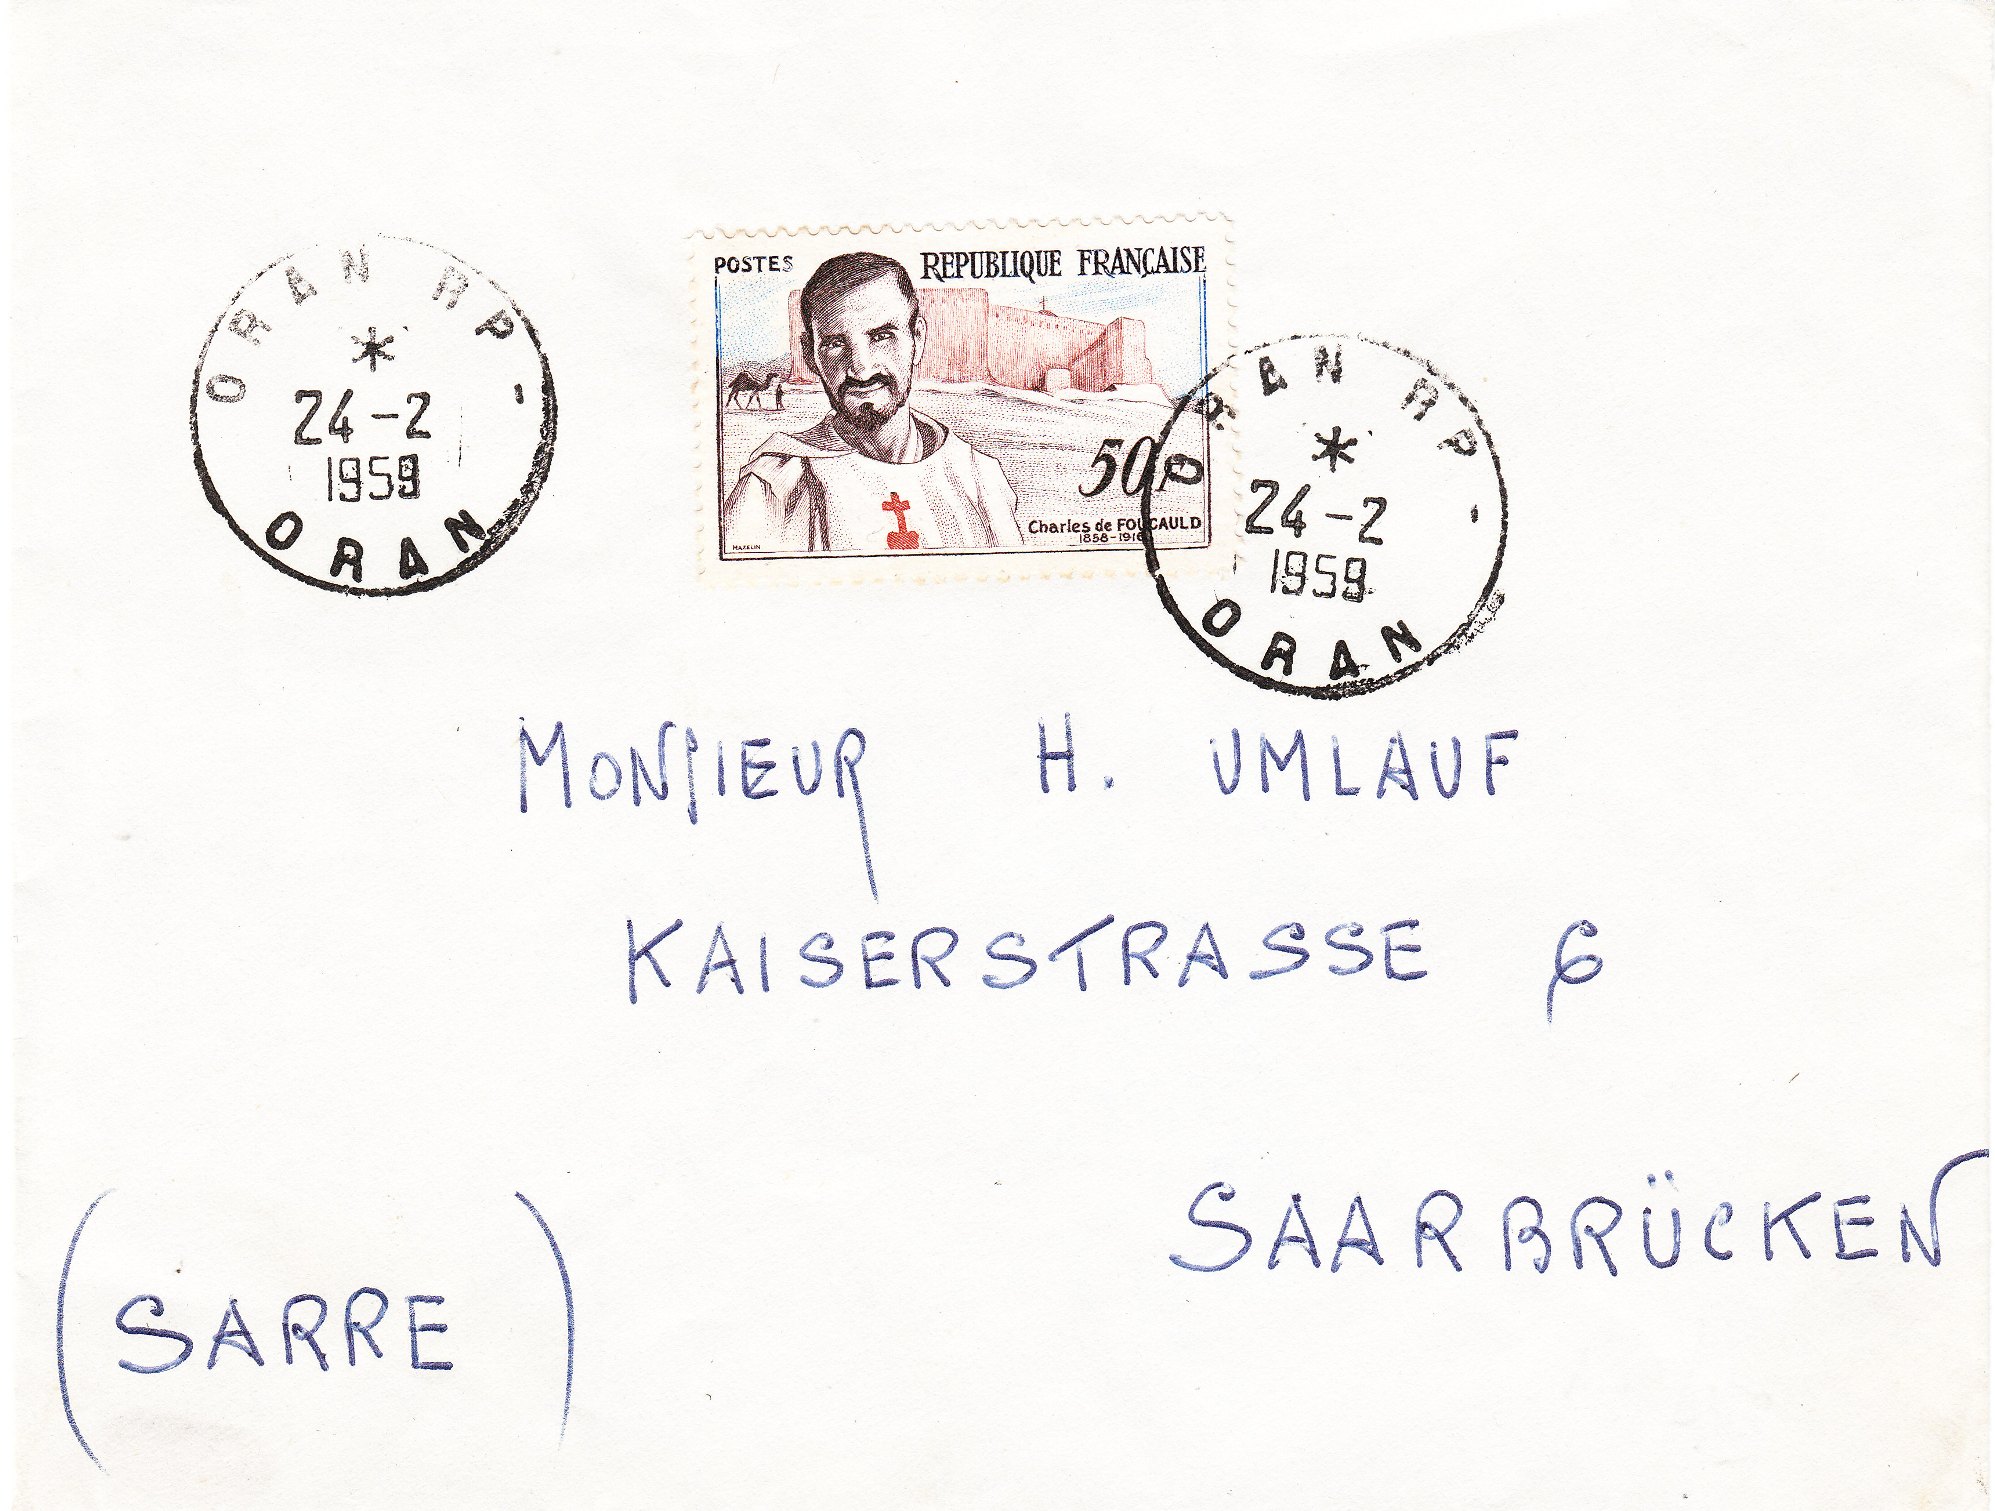 ORAN RP
*
24-2
1959
ORAN
POSTES
REPUBLIQUE FRANÇAISE
50F
Charles de FOUCAULD
1858-1916
MAZELIN
ORAN RP
*
24-2
1959
ORAN
MONSIEUR H. UMLAUF
KAISERSTRASSE 6
SAARBRÜCKEN
(SARRE)